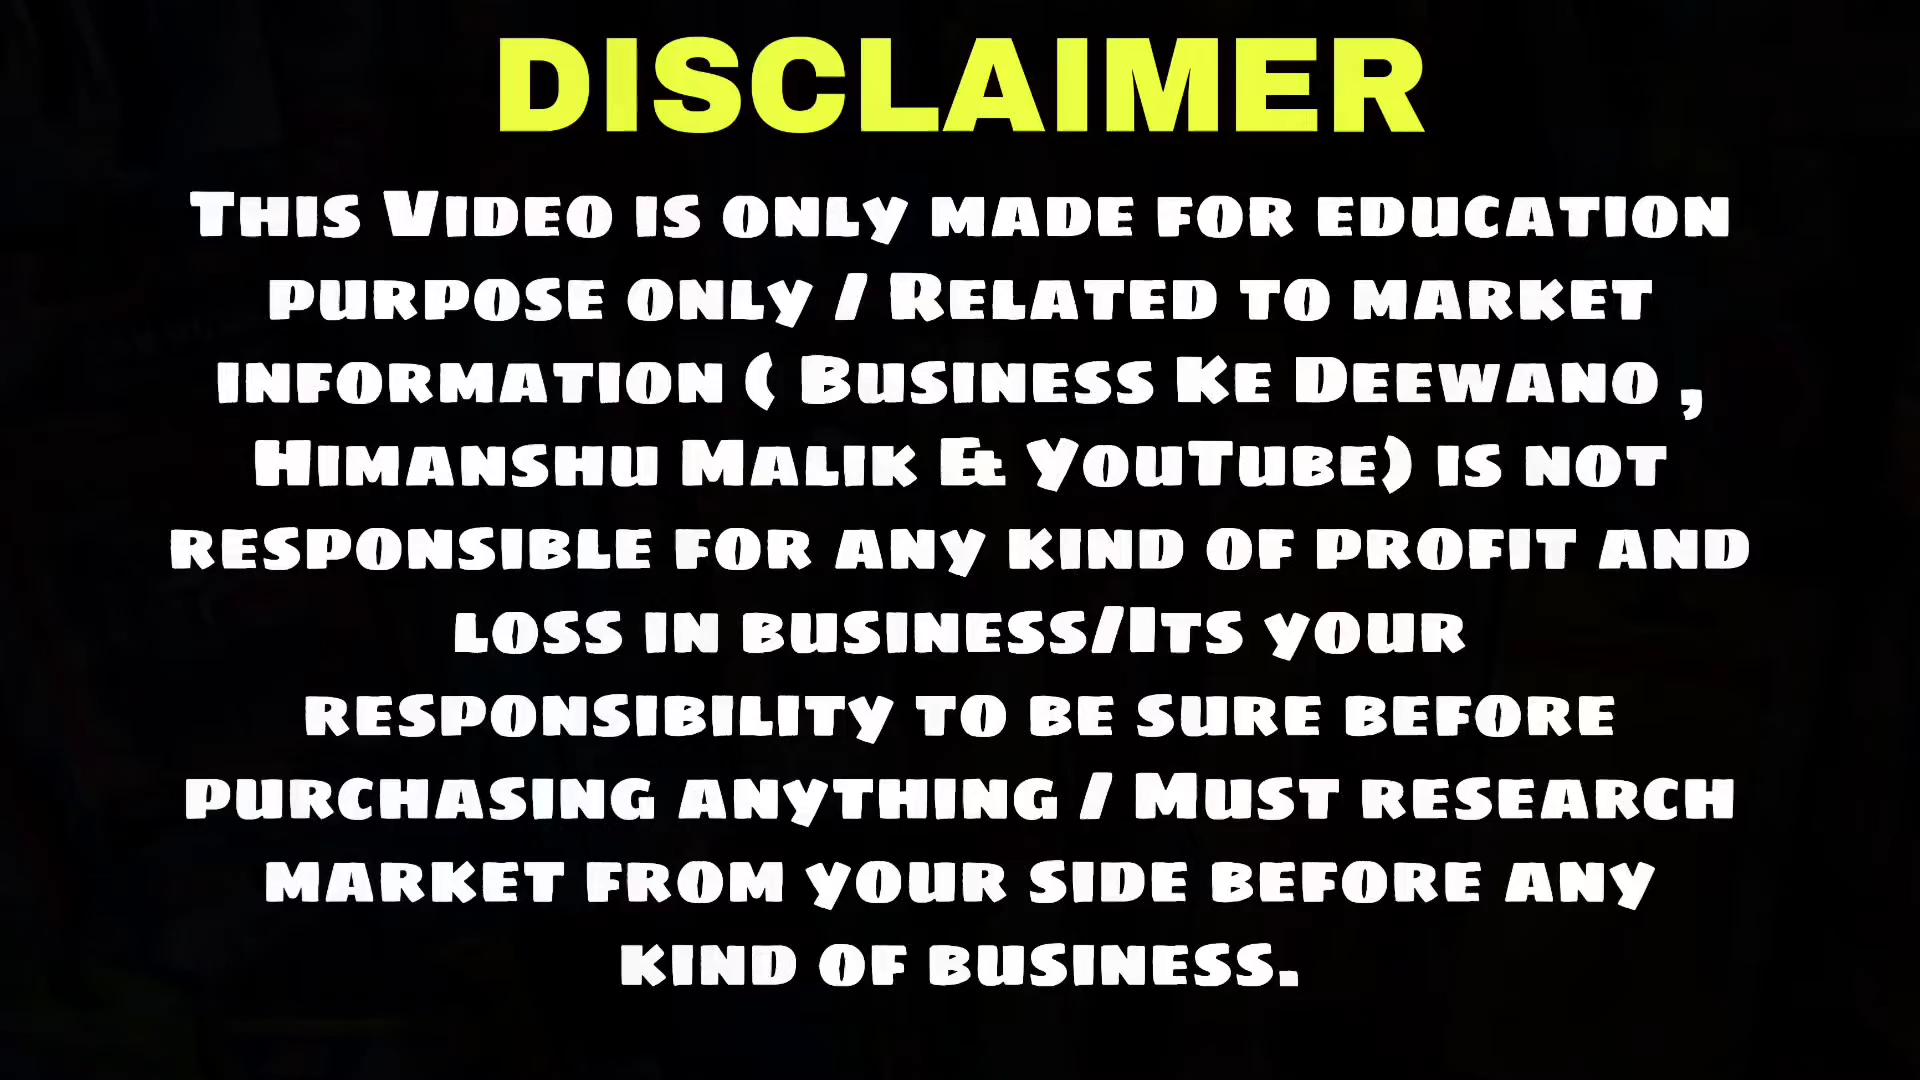 DISCLAIMER
This Video is only made for education
purpose only / Related to market
information ( Business Ke Deewano ,
Himanshu Malik & YouTube) is not
responsible for any kind of profit and
loss in business/Its your
responsibility to be sure before
purchasing anything / Must research
market from your side before any
kind of business.